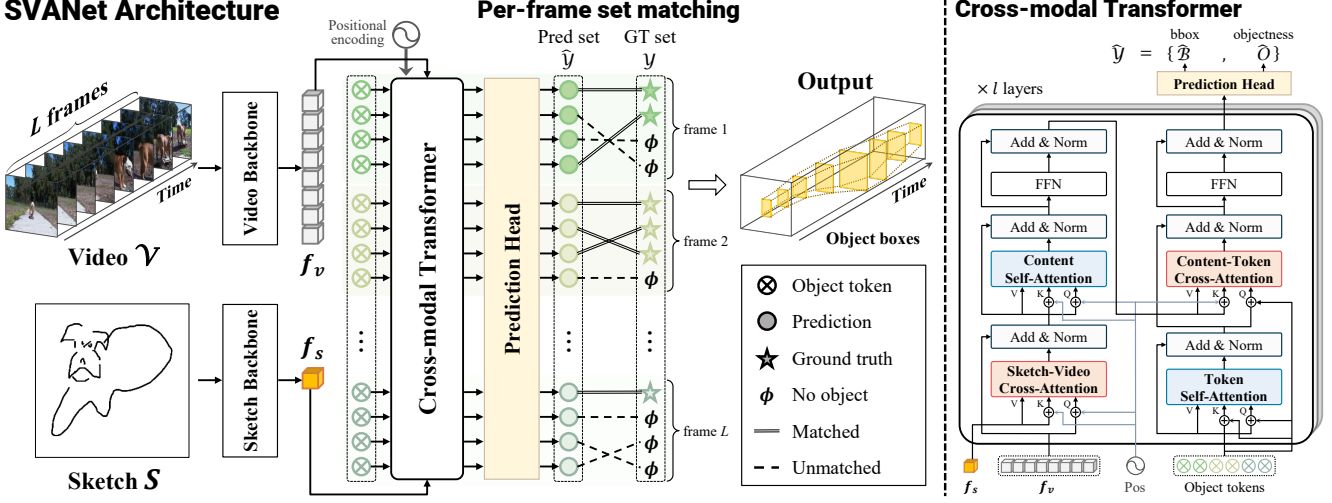 SVANet Architecture
Per-frame set matching
Cross-modal Transformer
Positional
encoding
Pred set
ŷ
GT set
y
L frames
Time
Video V
Video Backbone
f_v
Cross-modal Transformer
Prediction Head
ϕ
ϕ
frame 1
ϕ
frame 2
ϕ
ϕ
ϕ
frame L
Sketch S
Sketch Backbone
f_s
Output
Time
Object boxes
Object token
Prediction
Ground truth
ϕ No object
Matched
Unmatched
bbox
objectness
ŷ = {B̂ , Ô}
Prediction Head
× l layers
Add & Norm
FFN
Add & Norm
Content
Self-Attention
V K Q
Add & Norm
Sketch-Video
Cross-Attention
V K Q
Add & Norm
FFN
Add & Norm
Content-Token
Cross-Attention
V K Q
Add & Norm
Token
Self-Attention
V K Q
f_s
f_v
Pos
Object tokens